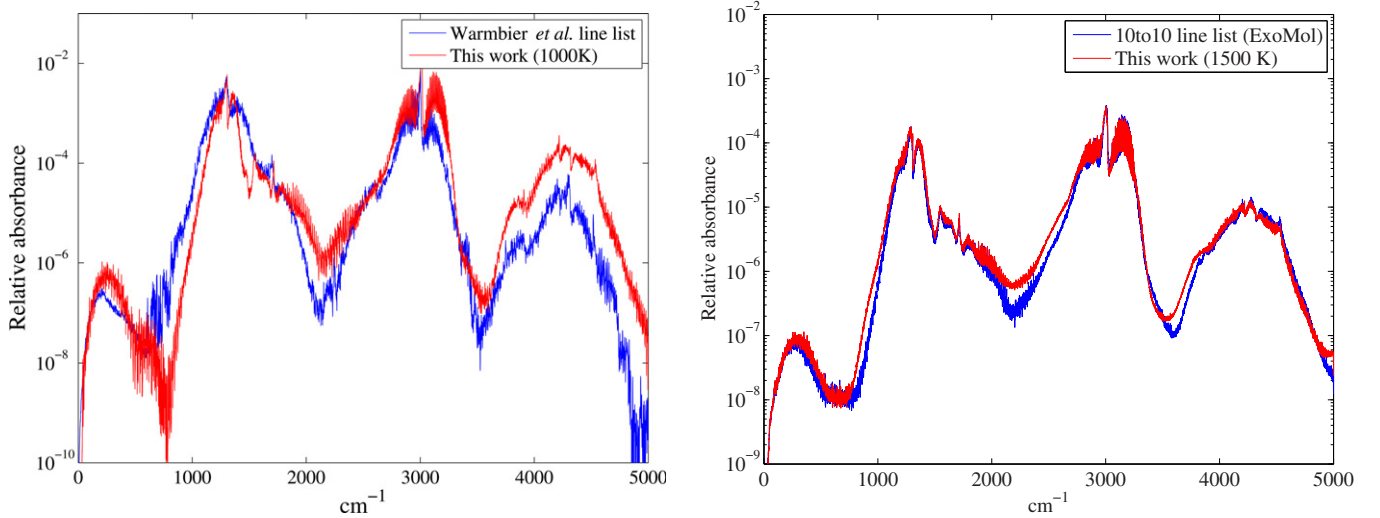 Warmbier et al. line list
This work (1000K)
10^-2
10^-4
10^-6
10^-8
10^-10
Relative absorbance
0 1000 2000 3000 4000 5000
cm^-1
10to10 line list (ExoMol)
This work (1500 K)
10^-2
10^-3
10^-4
10^-5
10^-6
10^-7
10^-8
10^-9
Relative absorbance
0 1000 2000 3000 4000 5000
cm^-1